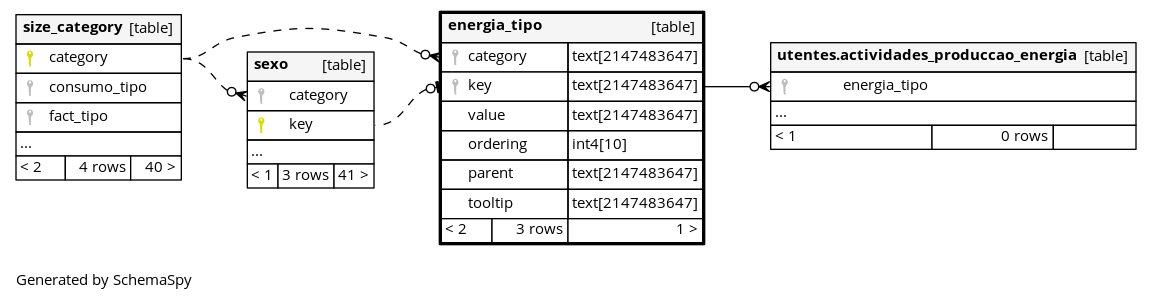 size_category [table]
category
consumo_tipo
fact_tipo
...
< 2 4 rows 40 >
sexo [table]
category
key
...
< 1 3 rows 41 >
energia_tipo [table]
category text[2147483647]
key text[2147483647]
value text[2147483647]
ordering int4[10]
parent text[2147483647]
tooltip text[2147483647]
< 2 3 rows 1 >
utentes.actividades_produccao_energia [table]
energia_tipo
...
< 1 0 rows
Generated by SchemaSpy